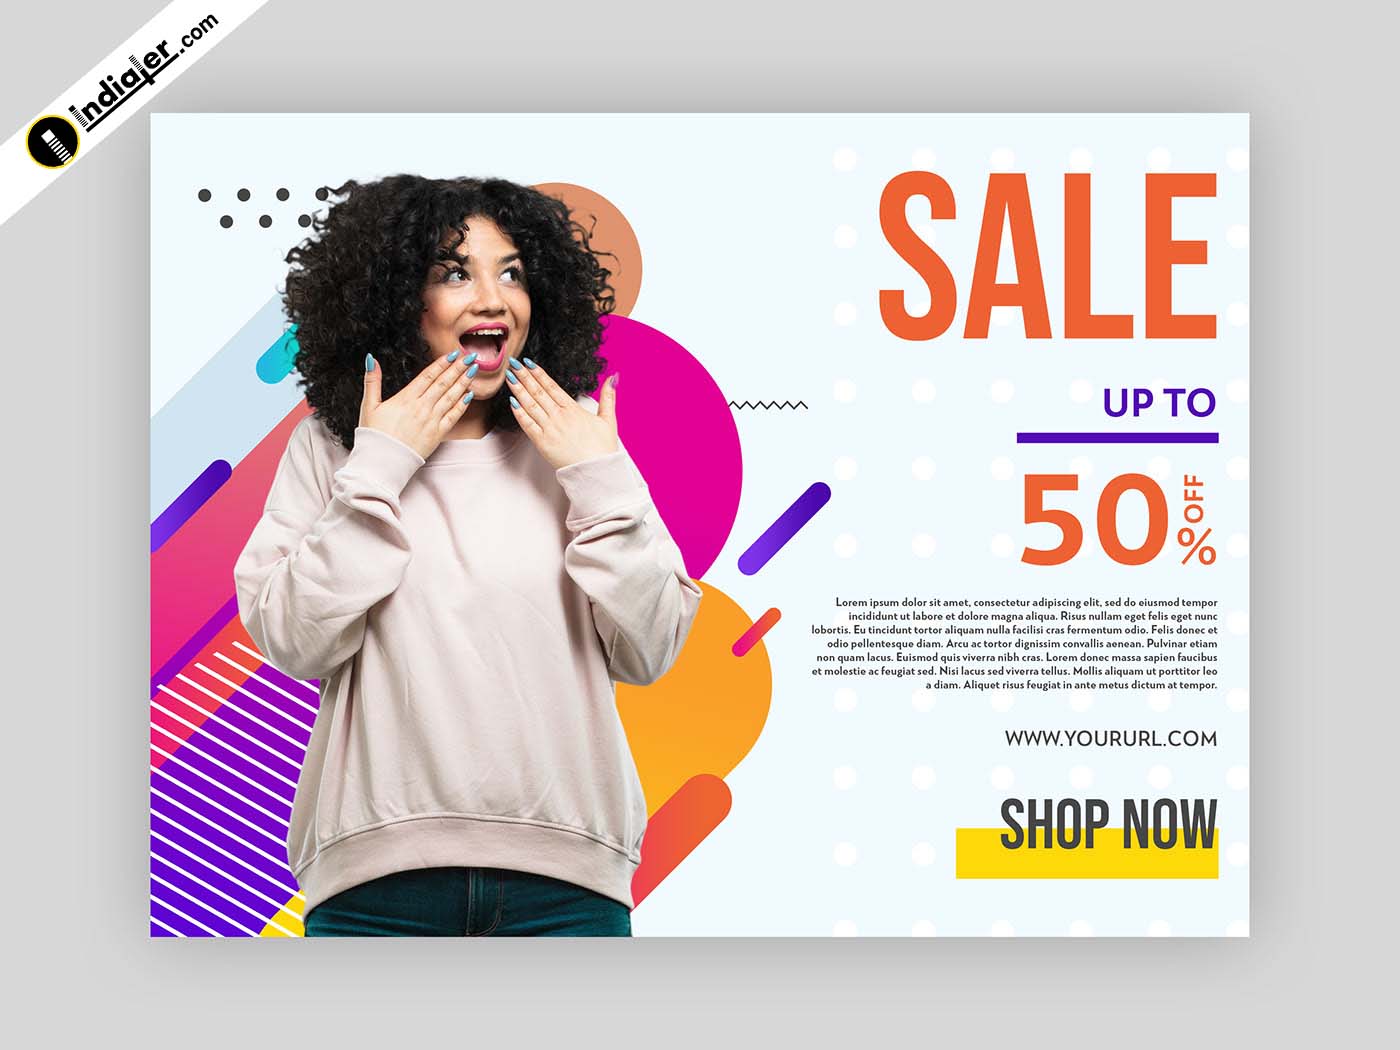 indiater.com
SALE
UP TO
50% OFF
Lorem ipsum dolor sit amet, consectetur adipiscing elit, sed do eiusmod tempor
incididunt ut labore et dolore magna aliqua. Risus nullam eget felis eget nunc
lobortis. Eu tincidunt tortor aliquam nulla facilisi cras fermentum odio. Felis donec et
odio pellentesque diam. Arcu ac tortor dignissim convallis aenean. Pulvinar etiam
non quam lacus. Euismod quis viverra nibh cras. Lorem donec massa sapien faucibus
et molestie ac feugiat sed. Nisi lacus sed viverra tellus. Mollis aliquam ut porttitor leo
a diam. Aliquet risus feugiat in ante metus dictum at tempor.
WWW.YOURURL.COM
SHOP NOW